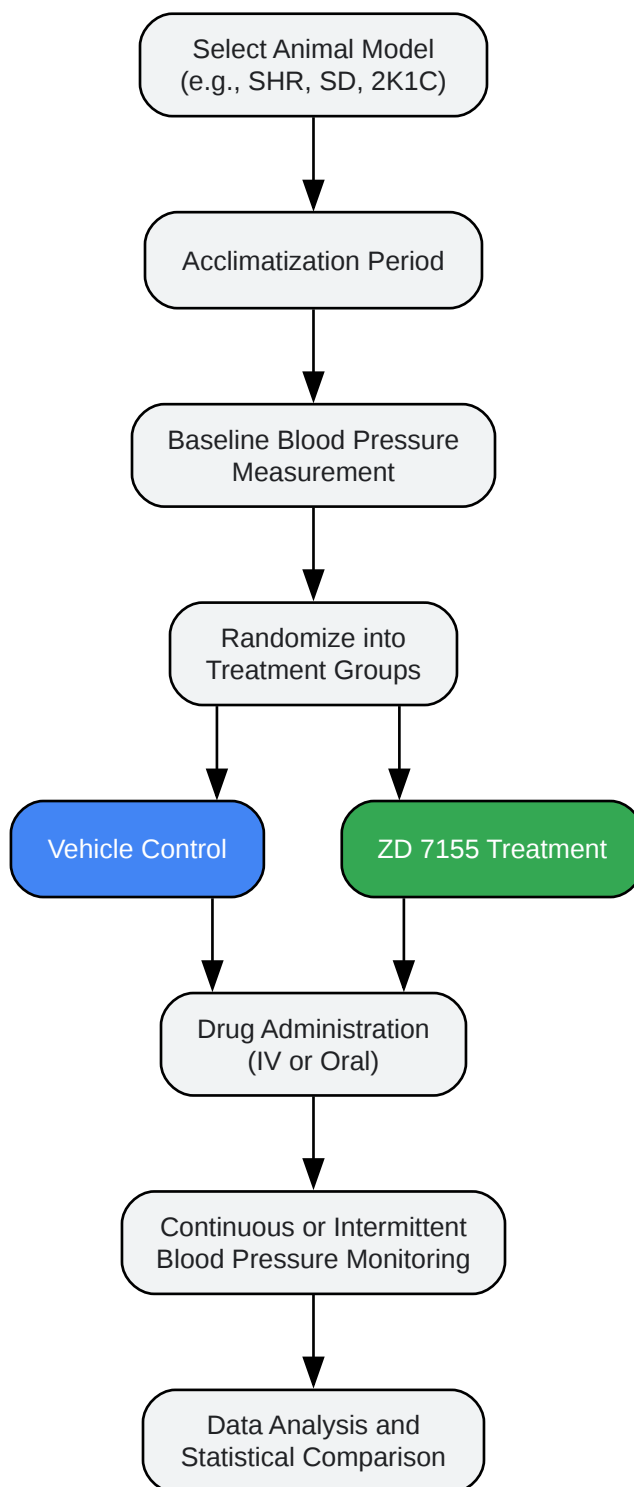 Select Animal Model
(e.g., SHR, SD, 2K1C)
Acclimatization Period
Baseline Blood Pressure
Measurement
Randomize into
Treatment Groups
Vehicle Control
ZD 7155 Treatment
Drug Administration
(IV or Oral)
Continuous or Intermittent
Blood Pressure Monitoring
Data Analysis and
Statistical Comparison